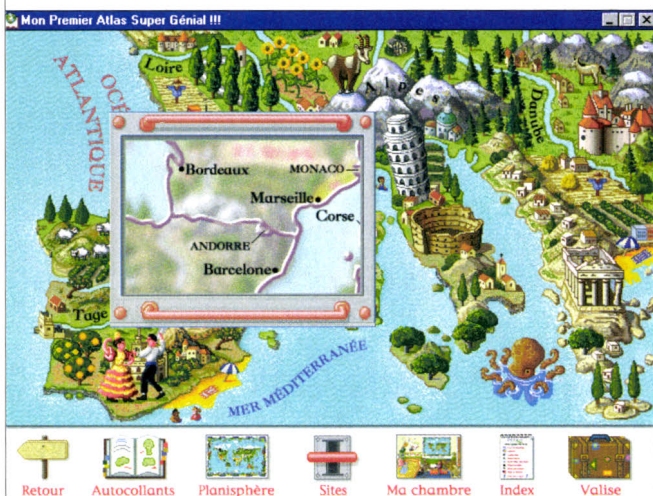 Mon Premier Atlas Super Génial !!!
OCÉ
ATLANTIQUE
Loire
Alpes
Danube
Bordeaux
MONACO
Marseille
Corse
ANDORRE
Barcelone
Tage
MER MÉDITERRANÉE
Retour
Autocollants
Planisphère
Sites
Ma chambre
Index
Valise